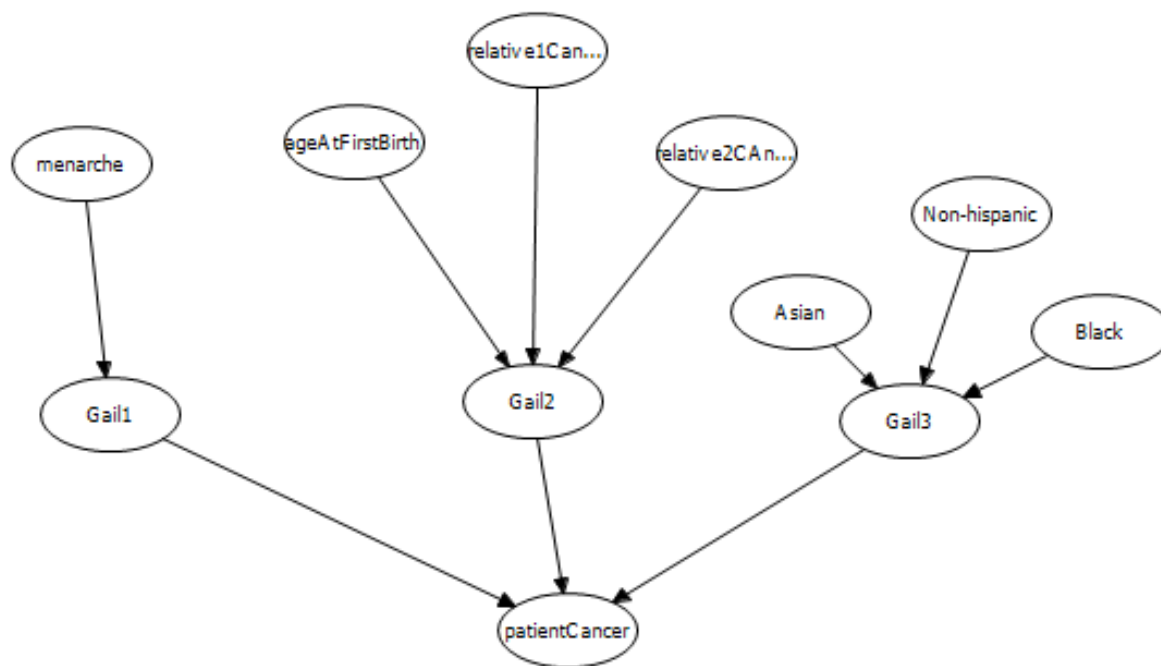 relative1Can...
ageAtFirstBirth
relative2CAn...
menarche
Non-hispanic
Asian
Black
Gail1
Gail2
Gail3
patientCancer